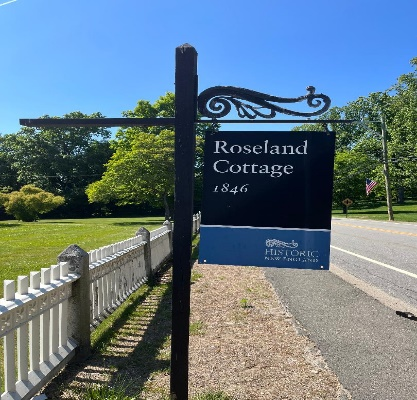 Roseland
Cottage
1846
HISTORIC
NEW ENGLAND